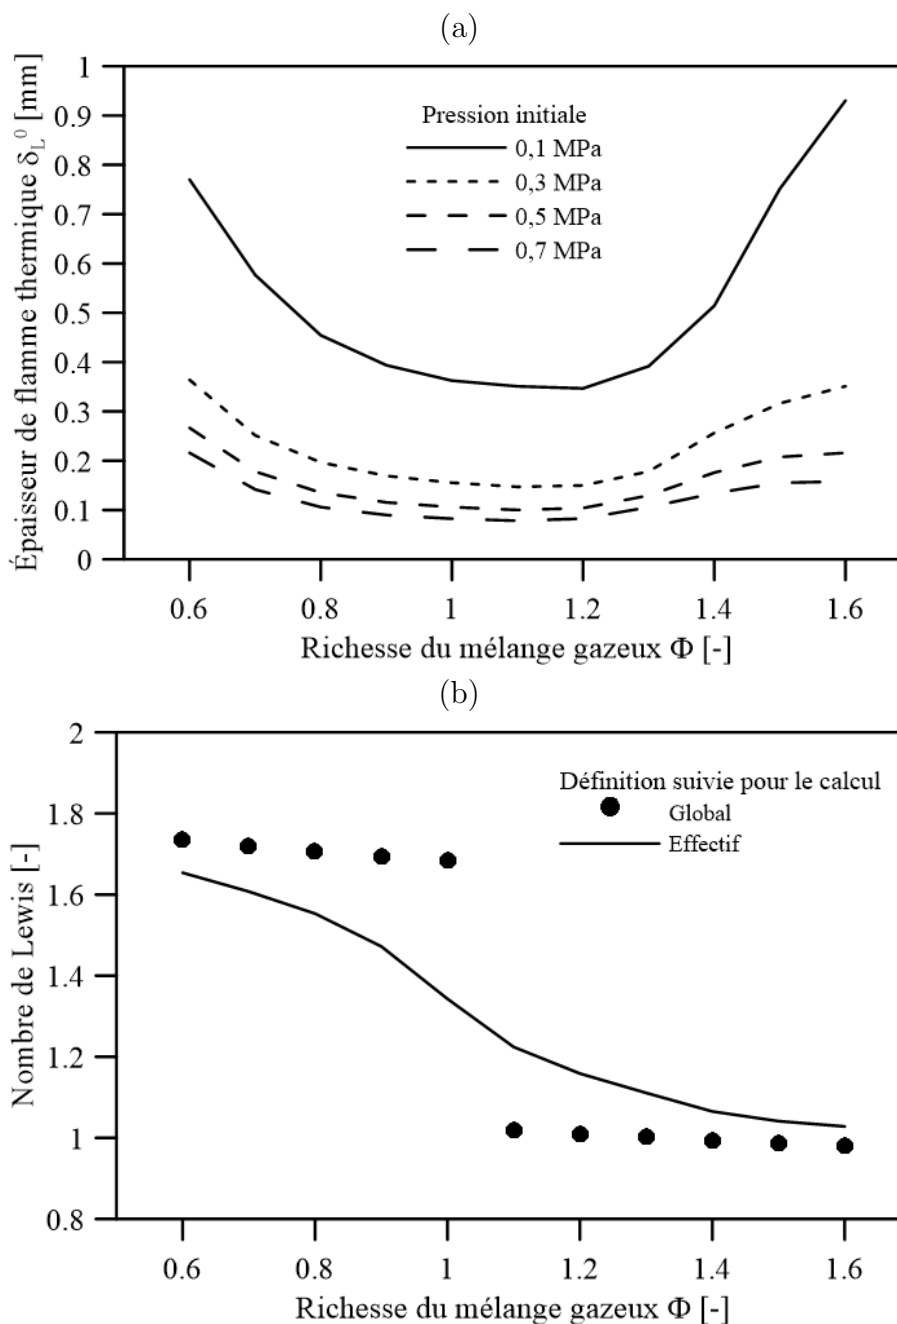 (a)
Épaisseur de flamme thermique δ_L^0 [mm]
1
0.9
0.8
0.7
0.6
0.5
0.4
0.3
0.2
0.1
0
Pression initiale
0,1 MPa
0,3 MPa
0,5 MPa
0,7 MPa
0.6 0.8 1 1.2 1.4 1.6
Richesse du mélange gazeux Φ [-]
(b)
Nombre de Lewis [-]
2
1.8
1.6
1.4
1.2
1
0.8
Définition suivie pour le calcul
Global
Effectif
0.6 0.8 1 1.2 1.4 1.6
Richesse du mélange gazeux Φ [-]